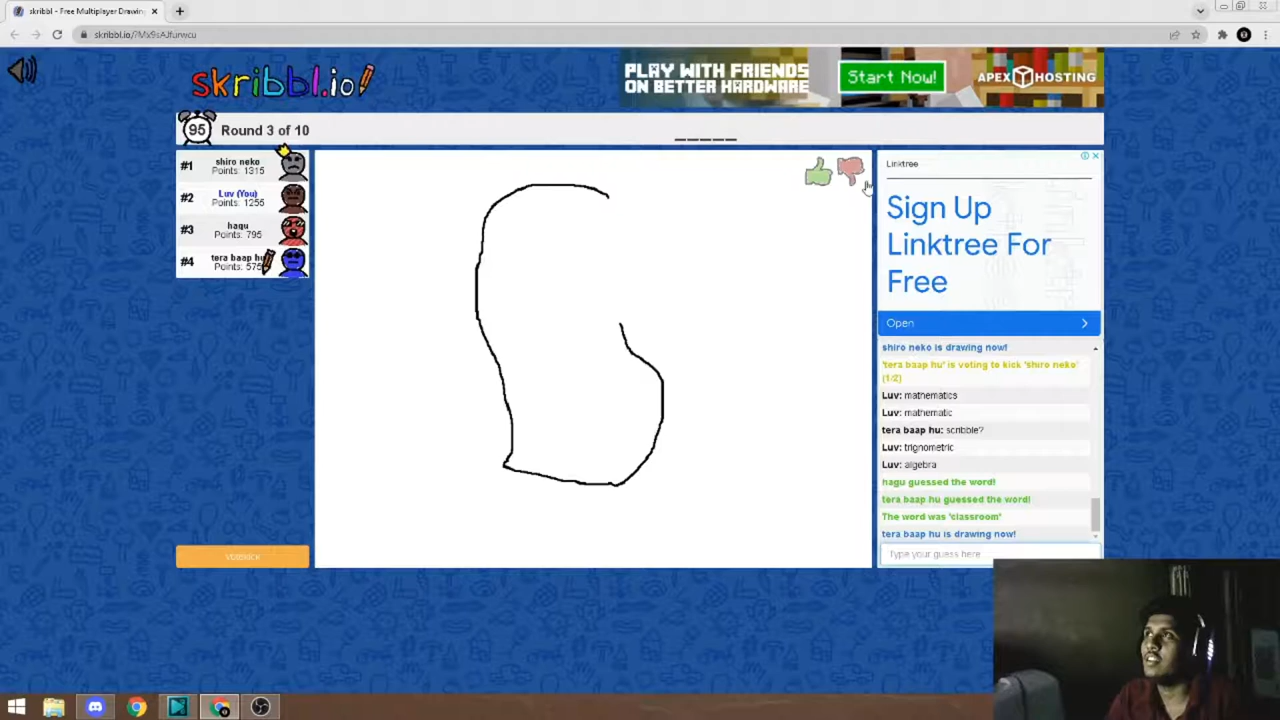 skribbl - Free Multiplayer Drawing
skribbl.io
PLAY WITH FRIENDS
ON BETTER HARDWARE
Start Now!
APEX HOSTING
95
Round 3 of 10
_____
#1
shiro neko
Points: 1315
#2
Luv (You)
Points: 1255
#3
hagu
Points: 795
#4
tera baap hu
Points: 575
Votekick
Linktree
Sign Up
Linktree For
Free
Open
shiro neko is drawing now!
'tera baap hu' is voting to kick 'shiro neko'
(1/2)
Luv: mathematics
Luv: mathematic
tera baap hu: scribble?
Luv: trignometric
Luv: algebra
hagu guessed the word!
tera baap hu guessed the word!
The word was 'classroom'
tera baap hu is drawing now!
Type your guess here